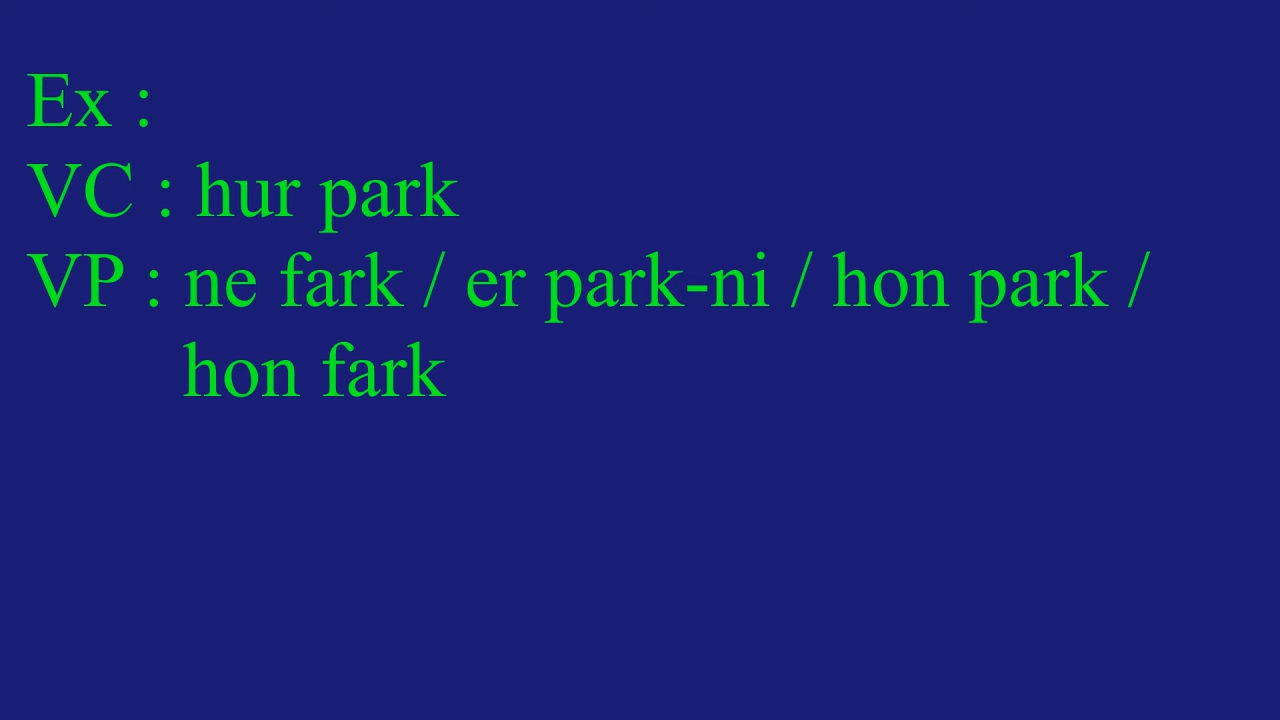 Ex :
VC : hur park
VP : ne fark / er park-ni / hon park /
hon fark